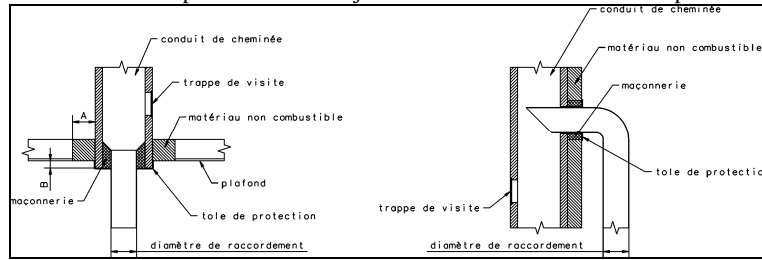 conduit de cheminée
trappe de visite
A
matériau non combustible
B
plafond
maçonnerie
tole de protection
diamètre de raccordement
conduit de cheminée
matériau non combustible
maçonnerie
tole de protectio
trappe de visite
diamètre de raccordement